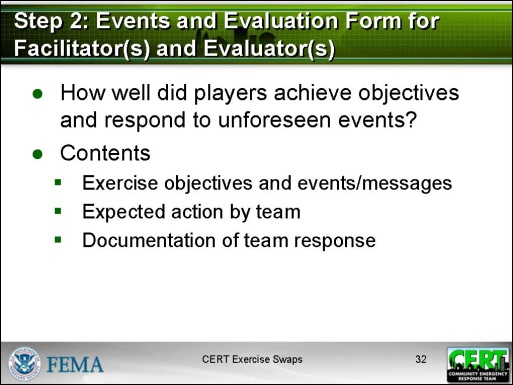 Step 2: Events and Evaluation Form for
Facilitator(s) and Evaluator(s)
How well did players achieve objectives
and respond to unforeseen events?
Contents
Exercise objectives and events/messages
Expected action by team
Documentation of team response
FEMA
CERT Exercise Swaps
32
CERT
COMMUNITY EMERGENCY
RESPONSE TEAM